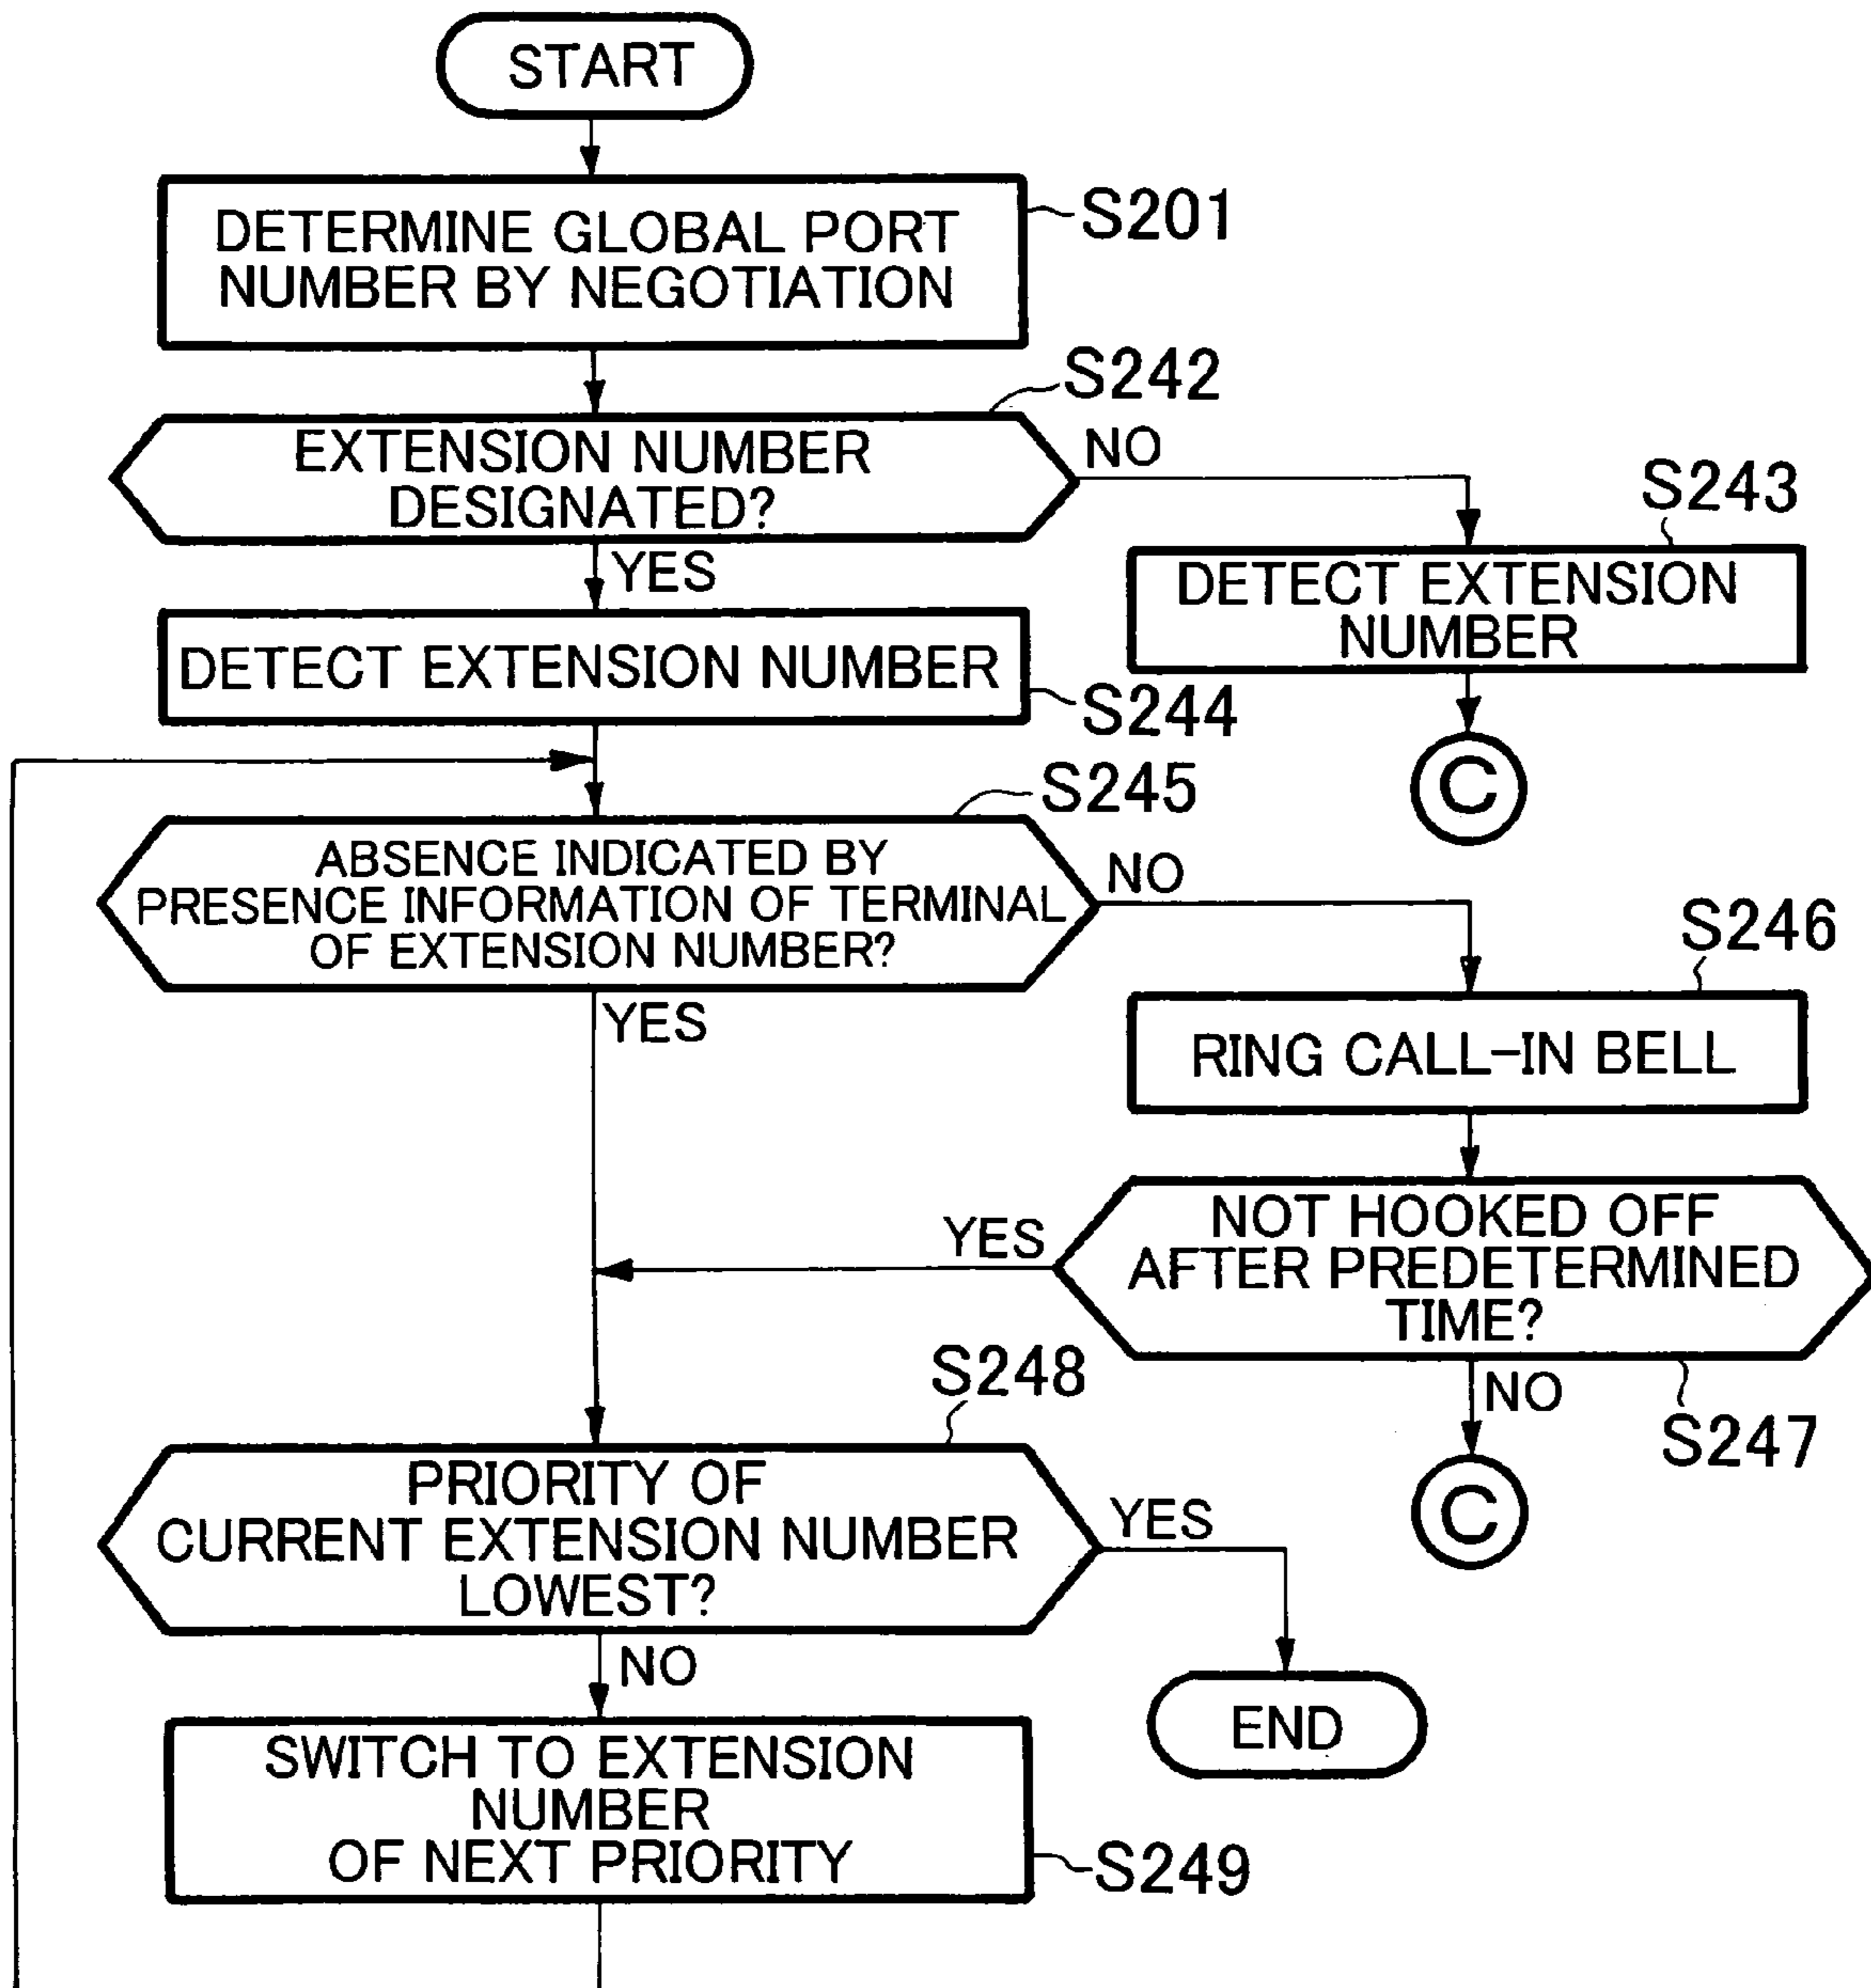 START
DETERMINE GLOBAL PORT
NUMBER BY NEGOTIATION
S201
S242
EXTENSION NUMBER
DESIGNATED?
NO
S243
YES
DETECT EXTENSION
NUMBER
DETECT EXTENSION NUMBER
S244
C
S245
ABSENCE INDICATED BY
PRESENCE INFORMATION OF TERMINAL
OF EXTENSION NUMBER?
NO
S246
YES
RING CALL-IN BELL
NOT HOOKED OFF
AFTER PREDETERMINED
TIME?
YES
S247
NO
C
S248
PRIORITY OF
CURRENT EXTENSION NUMBER
LOWEST?
YES
NO
END
SWITCH TO EXTENSION
NUMBER
OF NEXT PRIORITY
S249